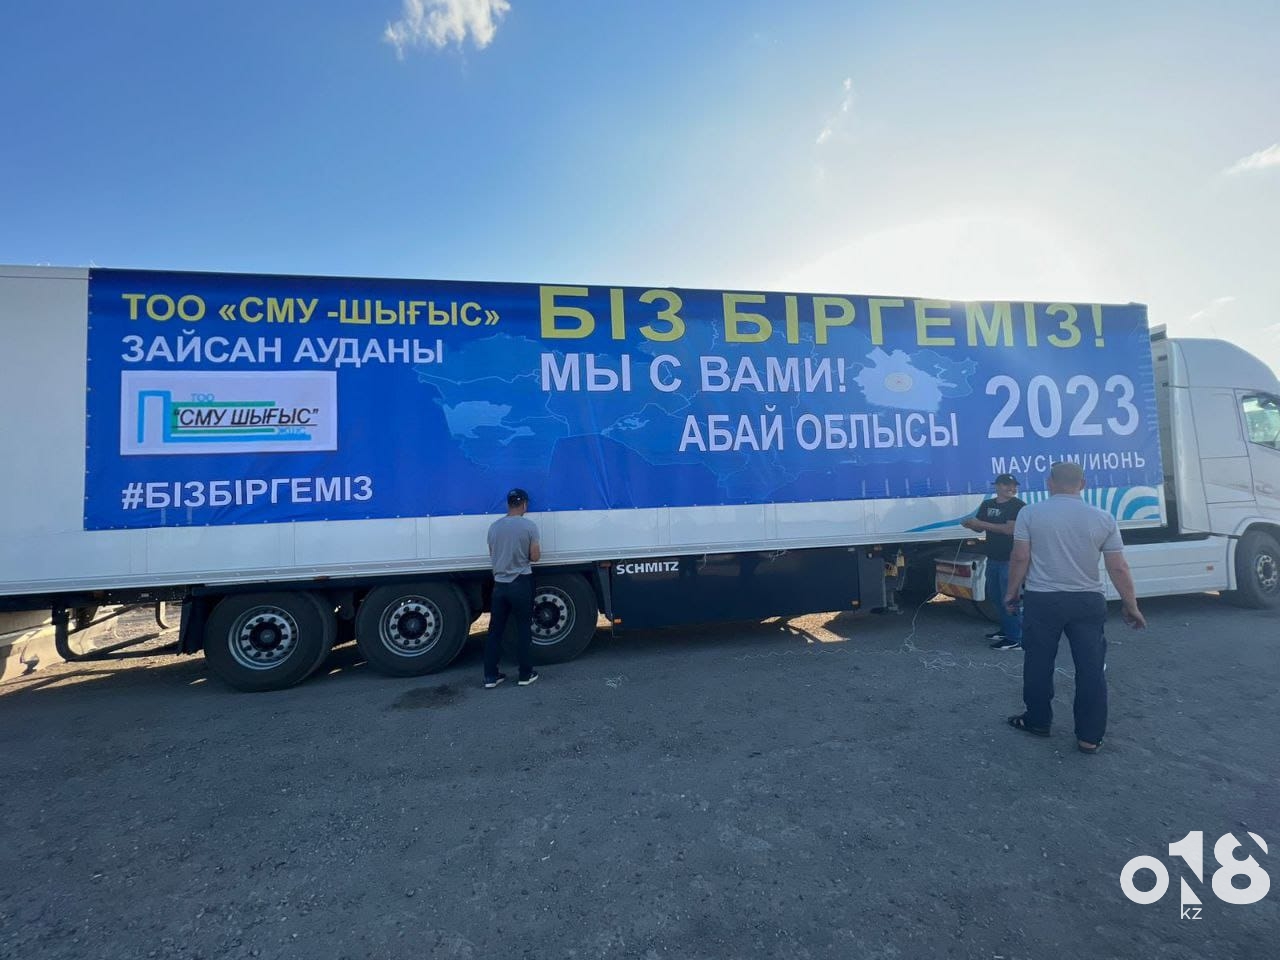 ТОО «СМУ -ШЫҒЫС»
ЗАЙСАН АУДАНЫ
ТОО
"СМУ ШЫҒЫС"
ЖШС
#БІЗБІРГЕМІЗ
БІЗ БІРГЕМІЗ!
МЫ С ВАМИ!
АБАЙ ОБЛЫСЫ
2023
МАУСЫМ/ИЮНЬ
SCHMITZ
018
KZ